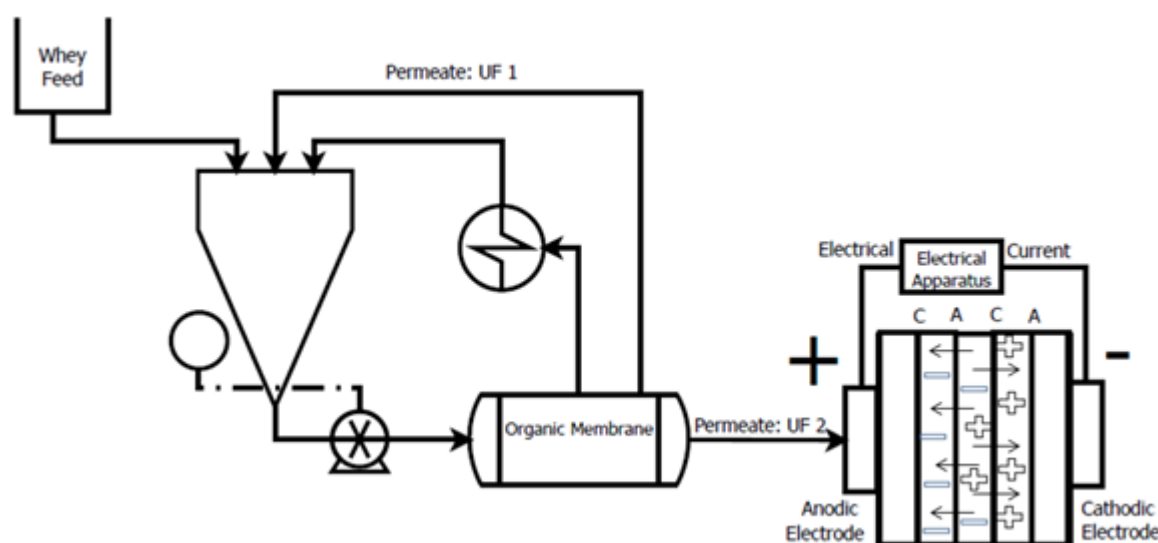 Whey
Feed
Permeate: UF 1
Electrical
Electrical
Apparatus
Current
C A C A
+
-
Organic Membrane
Permeate: UF 2
Anodic
Electrode
Cathodic
Electrode